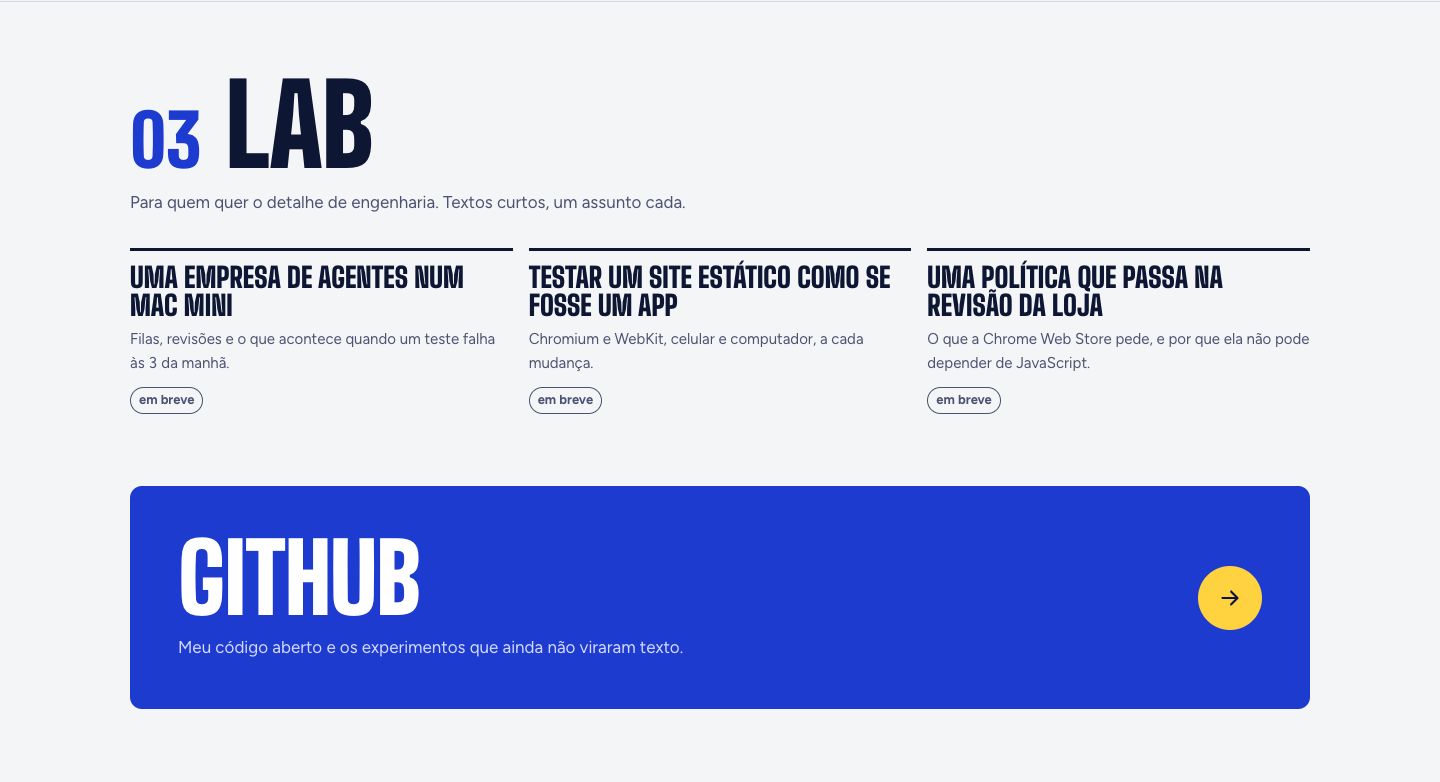 03 LAB
Para quem quer o detalhe de engenharia. Textos curtos, um assunto cada.
UMA EMPRESA DE AGENTES NUM
MAC MINI
Filas, revisões e o que acontece quando um teste falha
às 3 da manhã.
em breve
TESTAR UM SITE ESTÁTICO COMO SE
FOSSE UM APP
Chromium e WebKit, celular e computador, a cada
mudança.
em breve
UMA POLÍTICA QUE PASSA NA
REVISÃO DA LOJA
O que a Chrome Web Store pede, e por que ela não pode
depender de JavaScript.
em breve
GITHUB
Meu código aberto e os experimentos que ainda não viraram texto.